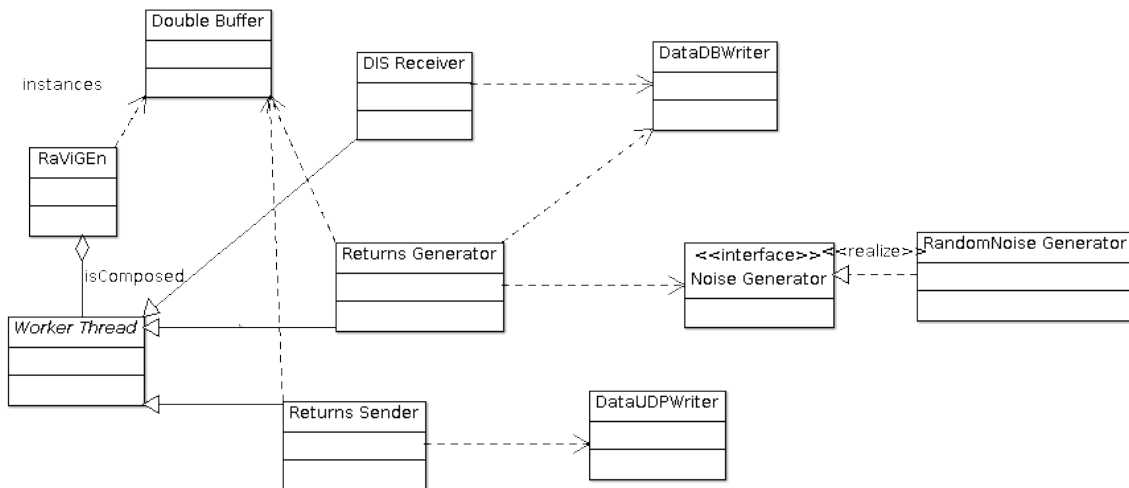 Double Buffer
DIS Receiver
DataDBWriter
instances
RaViGEn
Returns Generator
<<interface>>
Noise Generator
<<realize>>
RandomNoise Generator
isComposed
Worker Thread
Returns Sender
DataUDPWriter